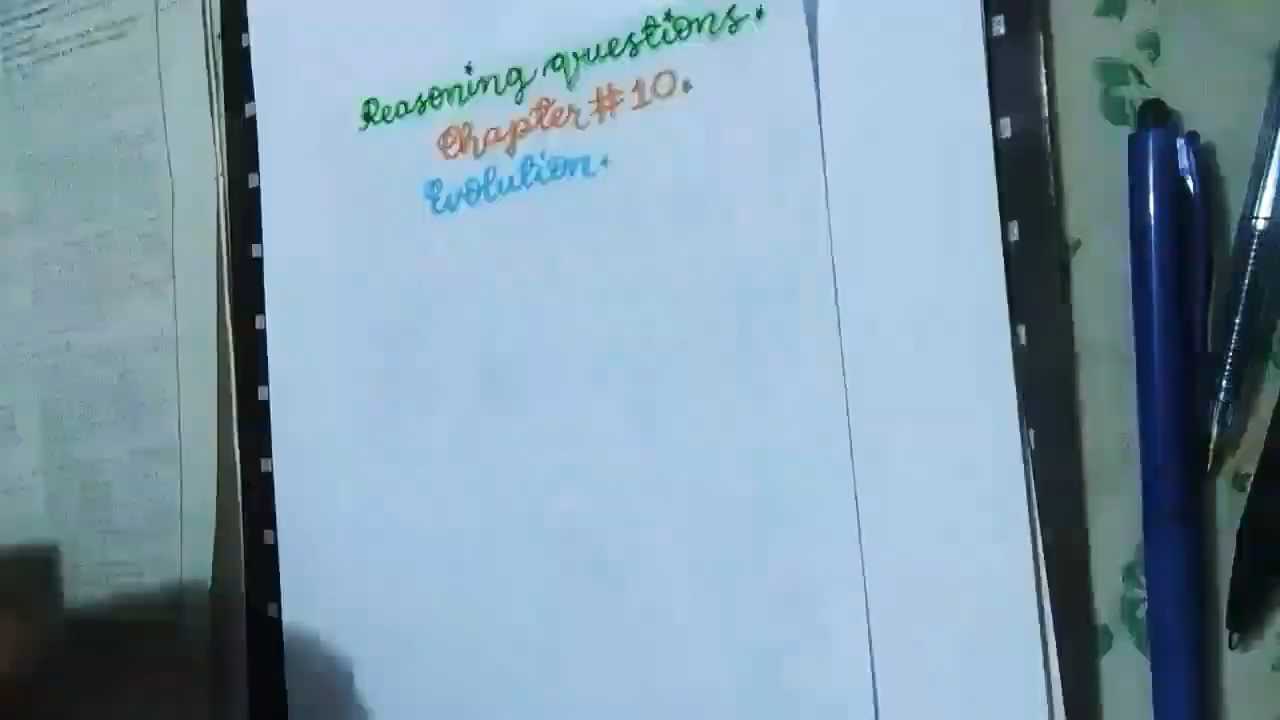 Reasoning questions.
Chapter # 10.
Evolution.